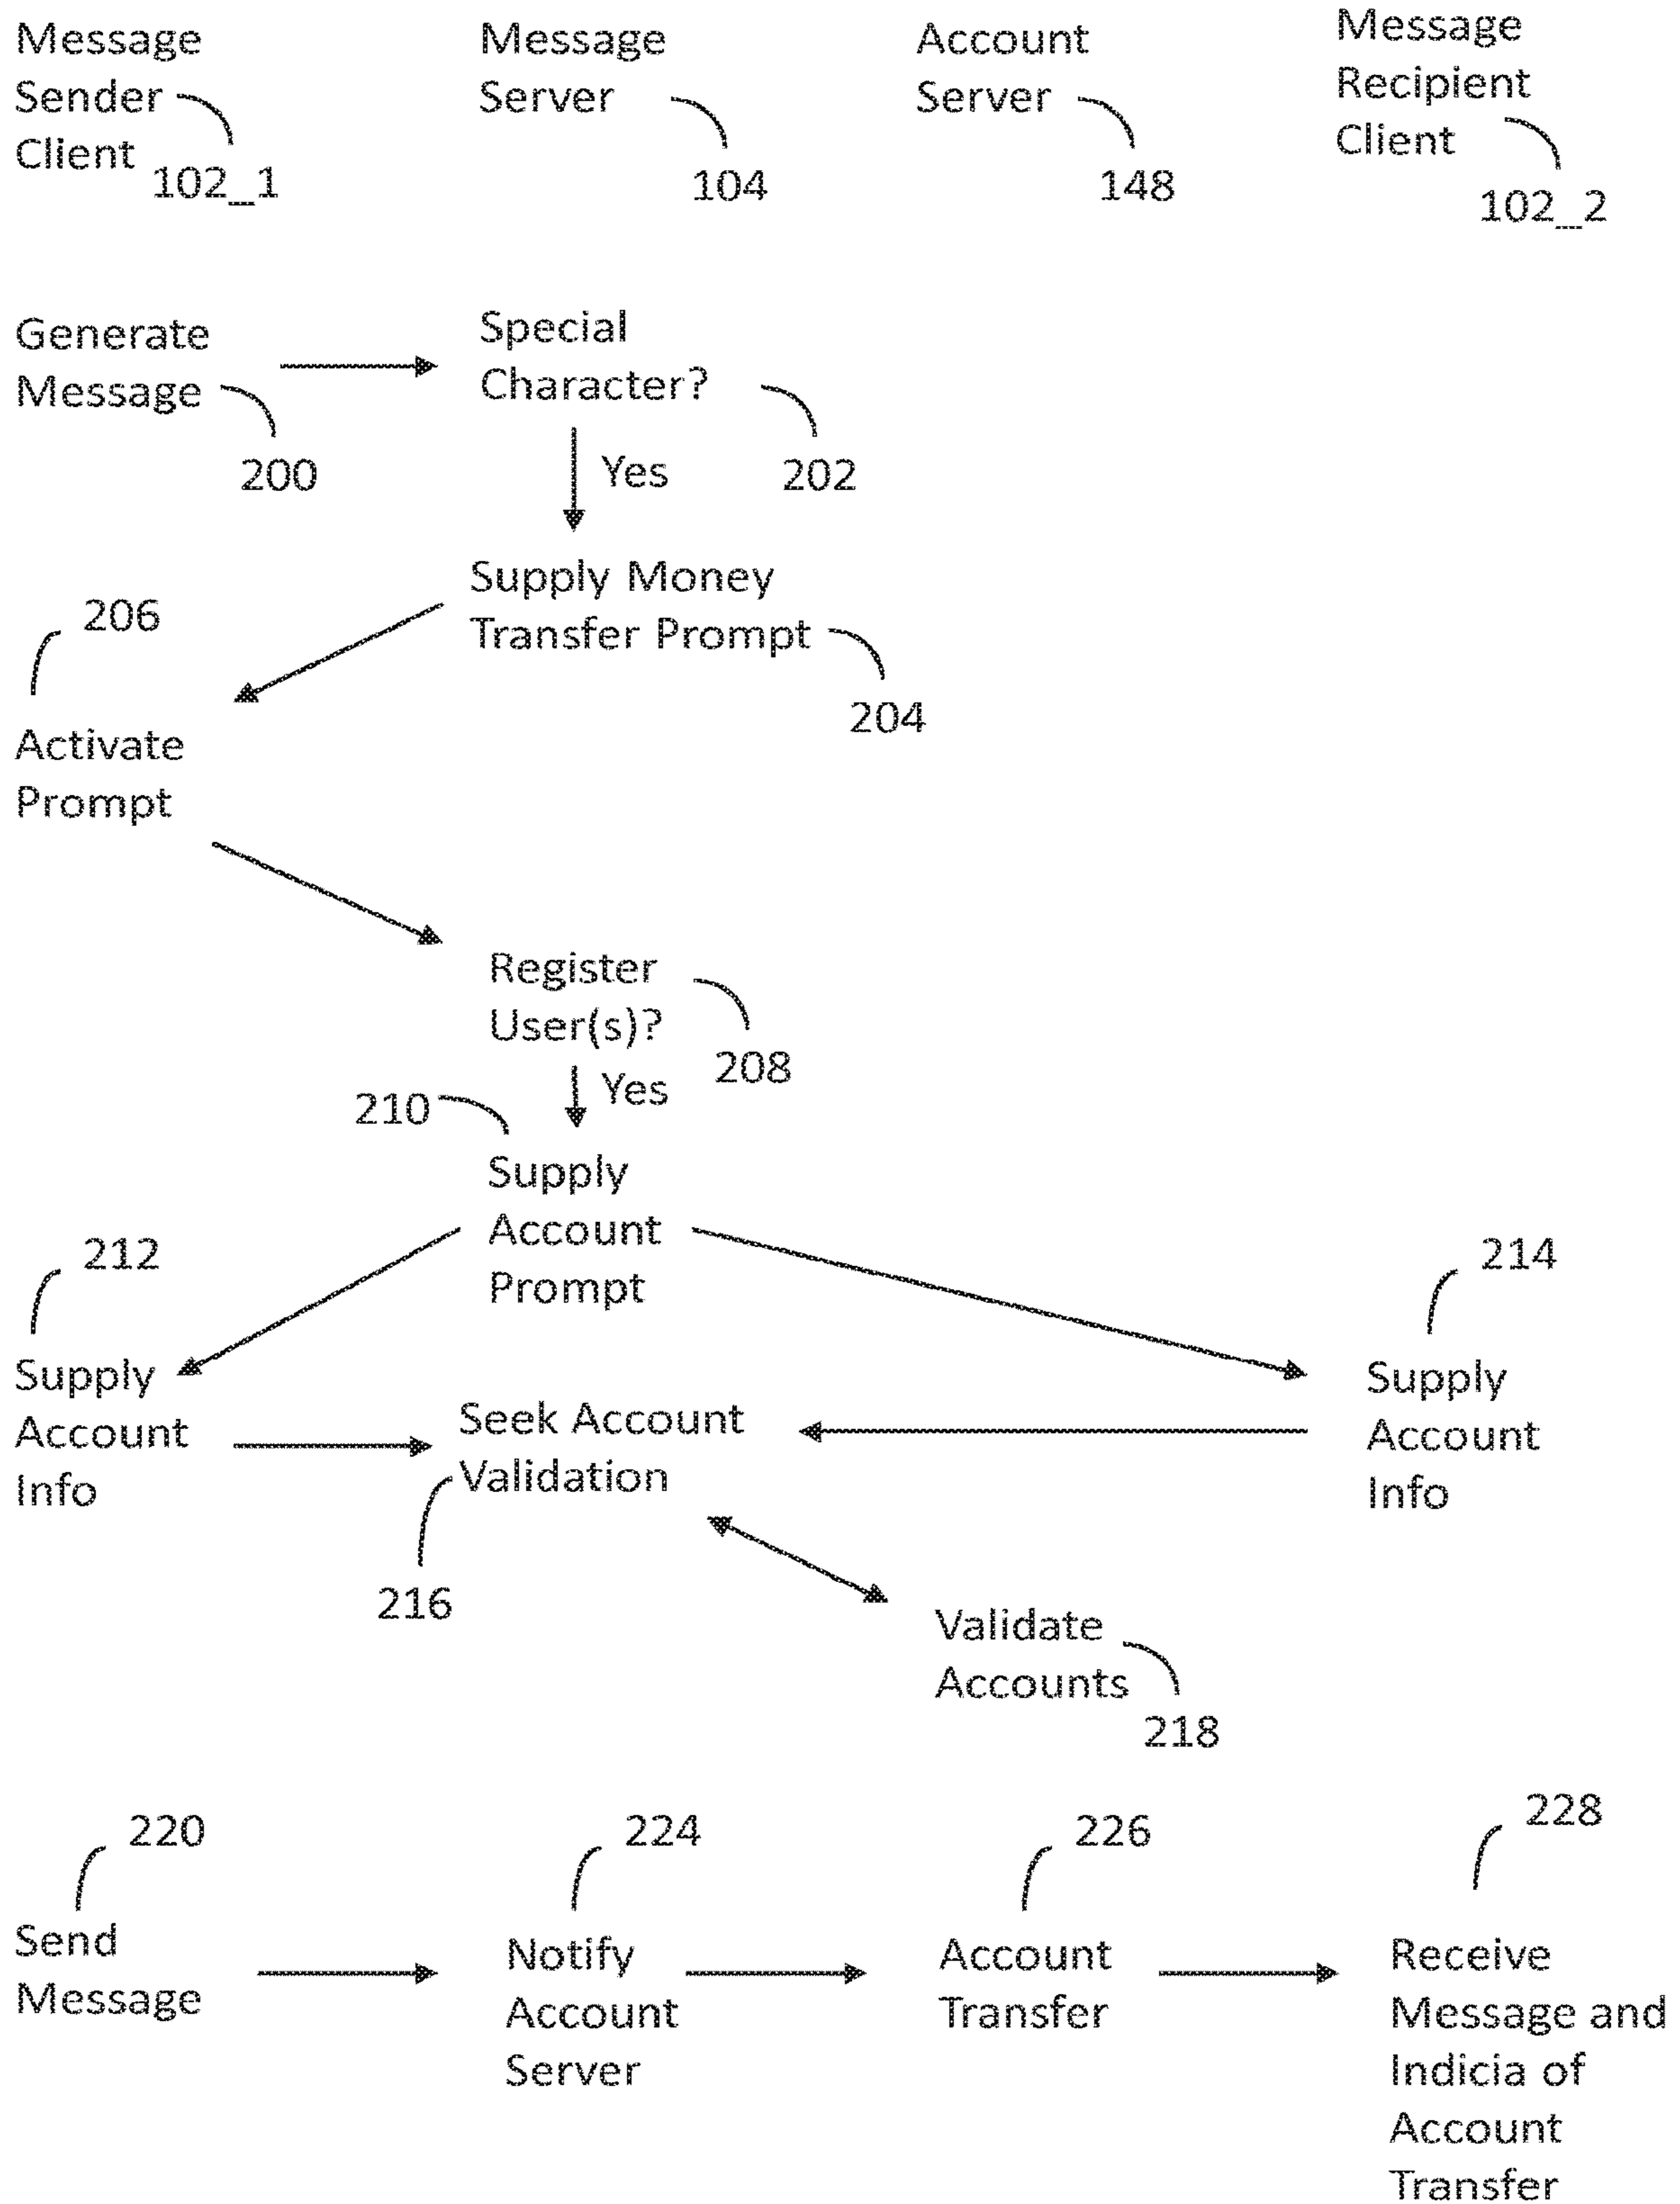 Message
Sender
Client
102_1
Message
Server
104
Account
Server
148
Message
Recipient
Client
102_2
Generate
Message
200
Special
Character?
202
Yes
Supply Money
Transfer Prompt
204
206
Activate
Prompt
Register
User(s)?
208
Yes
210
Supply
Account
Prompt
212
Supply
Account
Info
214
Supply
Account
Info
Seek Account
Validation
216
Validate
Accounts
218
220
Send
Message
224
Notify
Account
Server
226
Account
Transfer
228
Receive
Message and
Indicia of
Account
Transfer